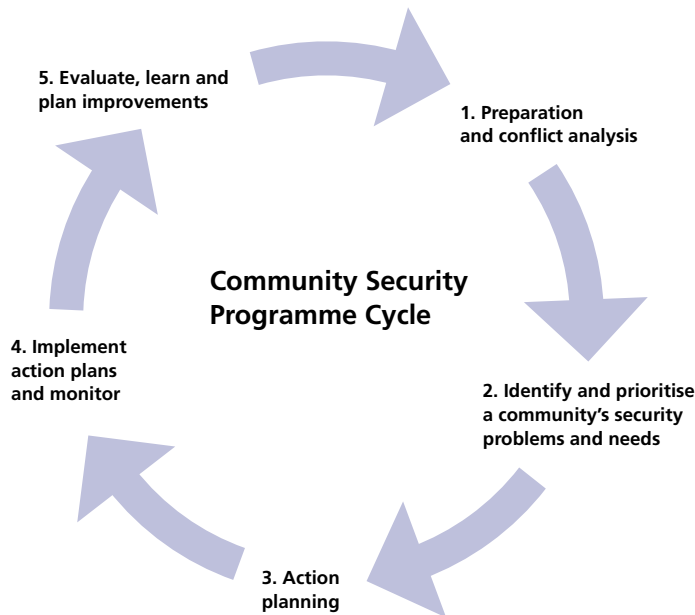 Community Security
Programme Cycle
1. Preparation
and conflict analysis
2. Identify and prioritise
a community’s security
problems and needs
3. Action
planning
4. Implement
action plans
and monitor
5. Evaluate, learn and
plan improvements